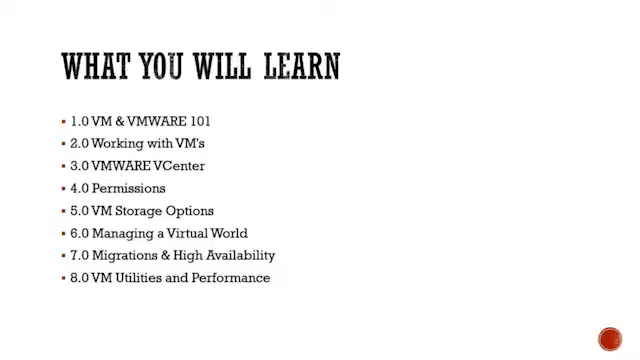 WHAT YOU WILL LEARN
1.0 VM & VMWARE 101
2.0 Working with VM's
3.0 VMWARE VCenter
4.0 Permissions
5.0 VM Storage Options
6.0 Managing a Virtual World
7.0 Migrations & High Availability
8.0 VM Utilities and Performance